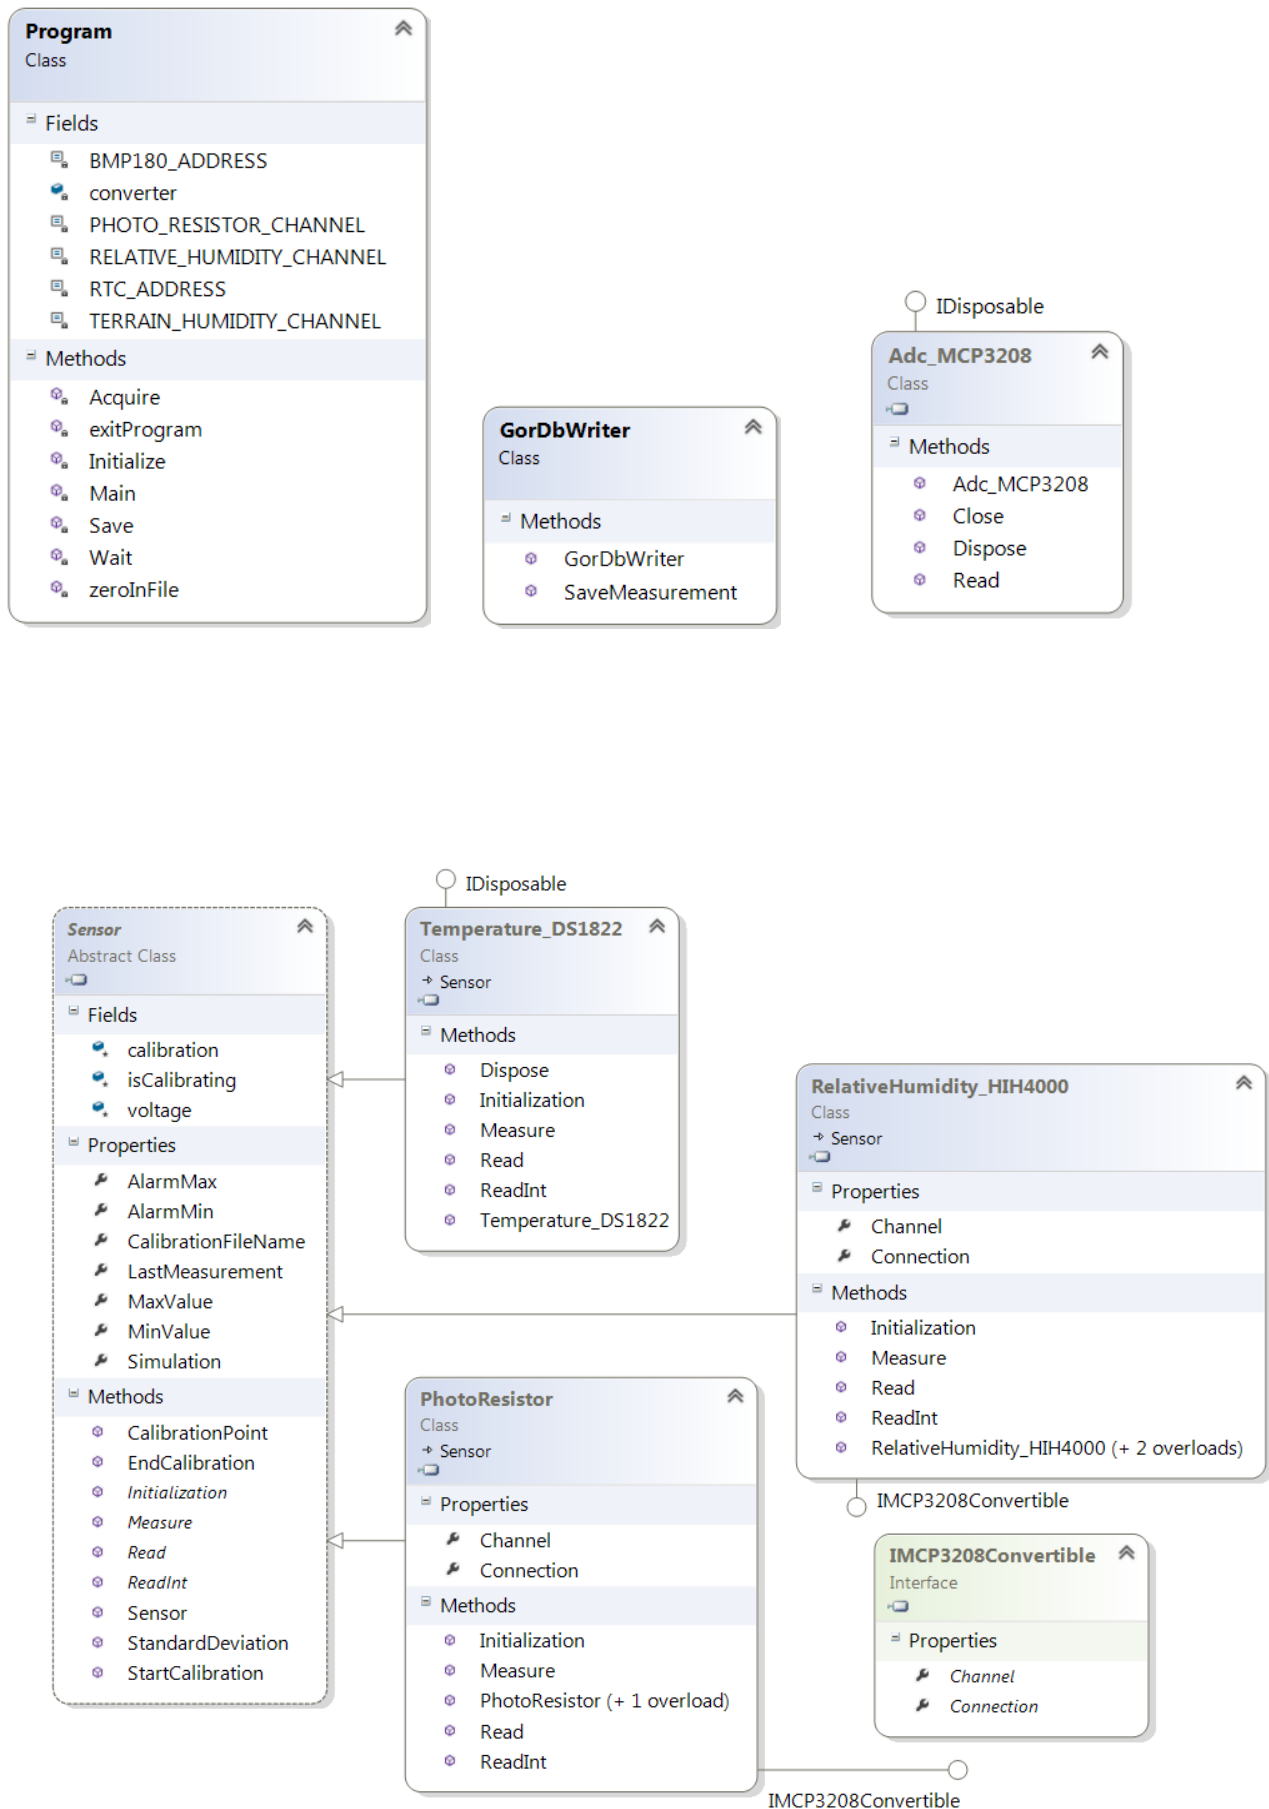 Program
Class
Fields
BMP180_ADDRESS
converter
PHOTO_RESISTOR_CHANNEL
RELATIVE_HUMIDITY_CHANNEL
RTC_ADDRESS
TERRAIN_HUMIDITY_CHANNEL
Methods
Acquire
exitProgram
Initialize
Main
Save
Wait
zeroInFile
GorDbWriter
Class
Methods
GorDbWriter
SaveMeasurement
IDisposable
Adc_MCP3208
Class
Methods
Adc_MCP3208
Close
Dispose
Read
Sensor
Abstract Class
Fields
calibration
isCalibrating
voltage
Properties
AlarmMax
AlarmMin
CalibrationFileName
LastMeasurement
MaxValue
MinValue
Simulation
Methods
CalibrationPoint
EndCalibration
Initialization
Measure
Read
ReadInt
Sensor
StandardDeviation
StartCalibration
IDisposable
Temperature_DS1822
Class
Sensor
Methods
Dispose
Initialization
Measure
Read
ReadInt
Temperature_DS1822
RelativeHumidity_HIH4000
Class
Sensor
Properties
Channel
Connection
Methods
Initialization
Measure
Read
ReadInt
RelativeHumidity_HIH4000 (+ 2 overloads)
IMCP3208Convertible
PhotoResistor
Class
Sensor
Properties
Channel
Connection
Methods
Initialization
Measure
PhotoResistor (+ 1 overload)
Read
ReadInt
IMCP3208Convertible
IMCP3208Convertible
Interface
Properties
Channel
Connection